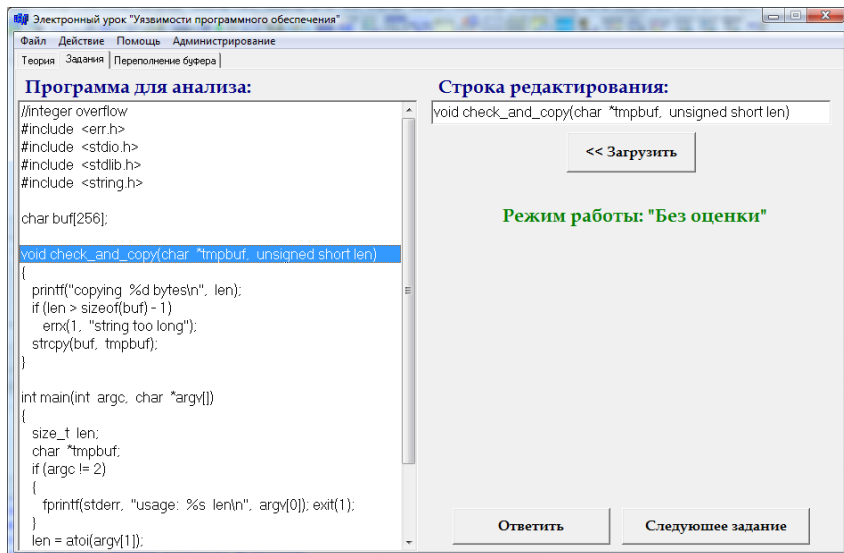 Электронный урок "Уязвимости программного обеспечения"
Файл Действие Помощь Администрирование
Теория Задания Переполнение буфера
Программа для анализа:
//integer overflow
#include <err.h>
#include <stdio.h>
#include <stdlib.h>
#include <string.h>
char buf[256];
void check_and_copy(char *tmpbuf, unsigned short len)
{
printf("copying %d bytes\n", len);
if (len > sizeof(buf) - 1)
errx(1, "string too long");
strcpy(buf, tmpbuf);
}
int main(int argc, char *argv[])
{
size_t len;
char *tmpbuf;
if (argc != 2)
{
fprintf(stderr, "usage: %s len\n", argv[0]); exit(1);
}
len = atoi(argv[1]);
Строка редактирования:
void check_and_copy(char *tmpbuf, unsigned short len)
<< Загрузить
Режим работы: "Без оценки"
Ответить
Следуюшее задание